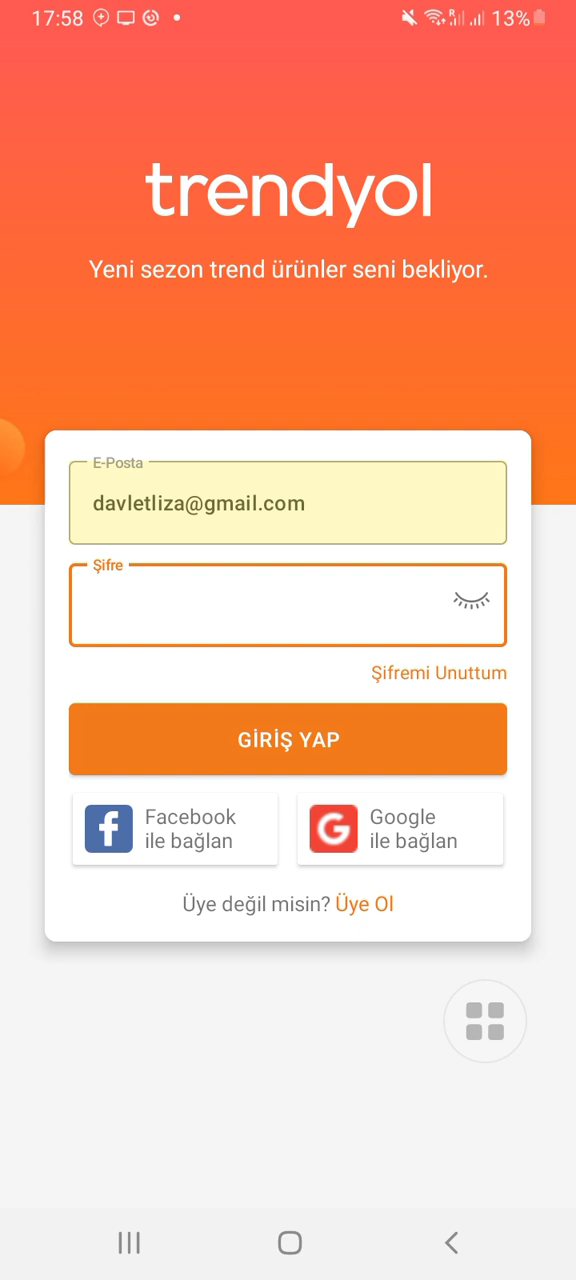 17:58
13%
trendyol
Yeni sezon trend ürünler seni bekliyor.
E-Posta
davletliza@gmail.com
Şifre
Şifremi Unuttum
GİRİŞ YAP
Facebook
ile bağlan
Google
ile bağlan
Üye değil misin? Üye Ol